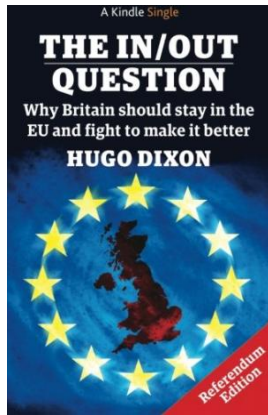 A Kindle Single
THE IN/OUT
QUESTION
Why Britain should stay in the
EU and fight to make it better
HUGO DIXON
Referendum
Edition